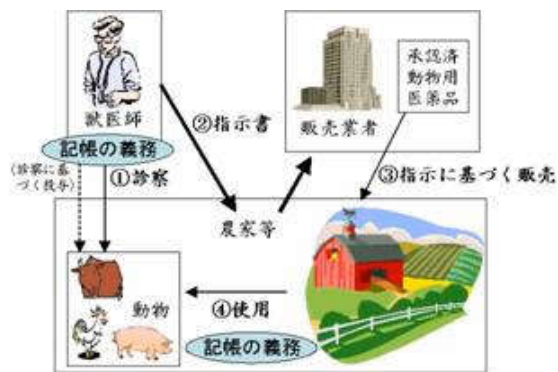 獣医師
記帳の義務
(診察に基
づく投与)
①診察
②指示書
販売業者
承認済
動物用
医薬品
③指示に基づく販売
農家等
動物
④使用
記帳の義務